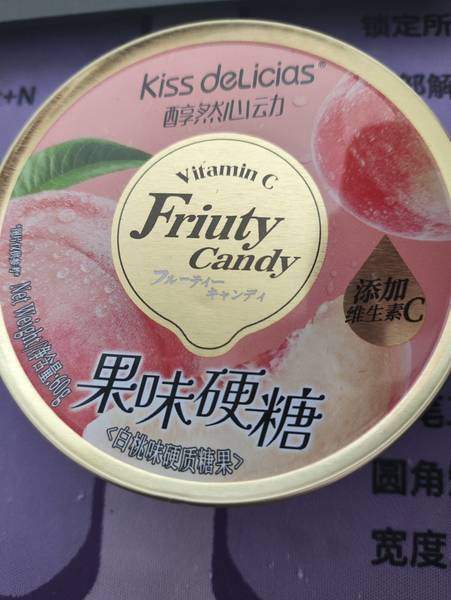 Kiss deLicias®
醇然心动
Vitamin C
Friuty
Candy
フルーティー
キャンディ
添加
维生素C
Net Weight/净含量:60g
果味硬糖
<白桃味硬质糖果>
锁定所
部解
+N
圆角
宽度